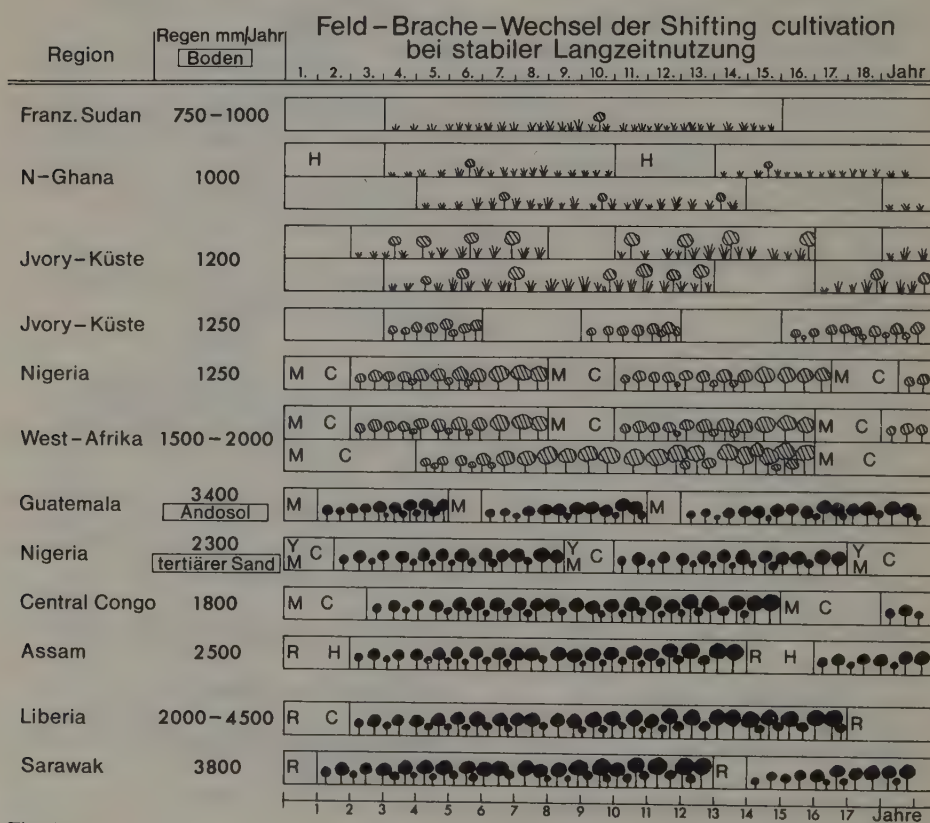 Feld–Brache–Wechsel der Shifting cultivation
bei stabiler Langzeitnutzung
Region
Regen mm/Jahr
Boden
1. 2. 3. 4. 5. 6. 7. 8. 9. 10. 11. 12. 13. 14. 15. 16. 17. 18. Jahr
Franz. Sudan 750–1000
N–Ghana 1000 H H
Jvory–Küste 1200
Jvory–Küste 1250
Nigeria 1250 M C M C M C
West–Afrika 1500–2000 M C M C M C
M C M C
Guatemala 3400 M M M
Andosol
Nigeria 2300 Y C Y C Y C
tertiärer Sand M M M
Central Congo 1800 M C M C
Assam 2500 R H R H
Liberia 2000–4500 R C R
Sarawak 3800 R R
1 2 3 4 5 6 7 8 9 10 11 12 13 14 15 16 17 Jahre